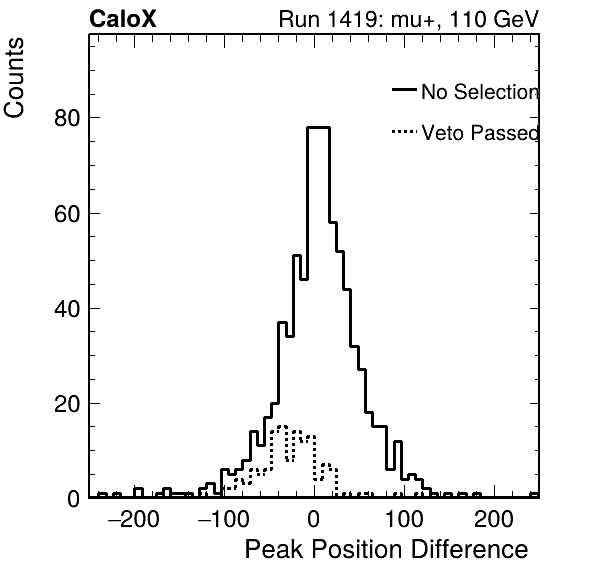 CaloX Run 1419: mu+, 110 GeV
Counts
No Selection
Veto Passed
80
60
40
20
0
−200 −100 0 100 200
Peak Position Difference